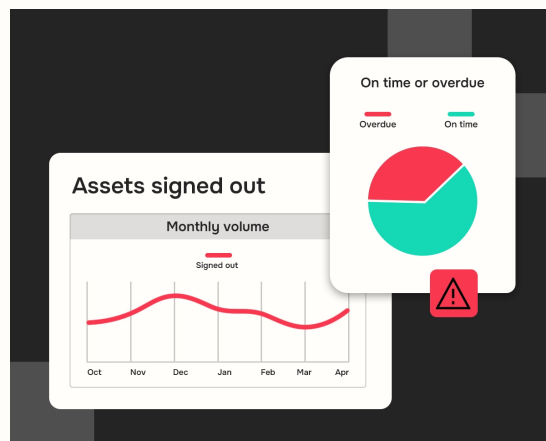 On time or overdue
Overdue
On time
Assets signed out
Monthly volume
Signed out
Oct
Nov
Dec
Jan
Feb
Mar
Apr